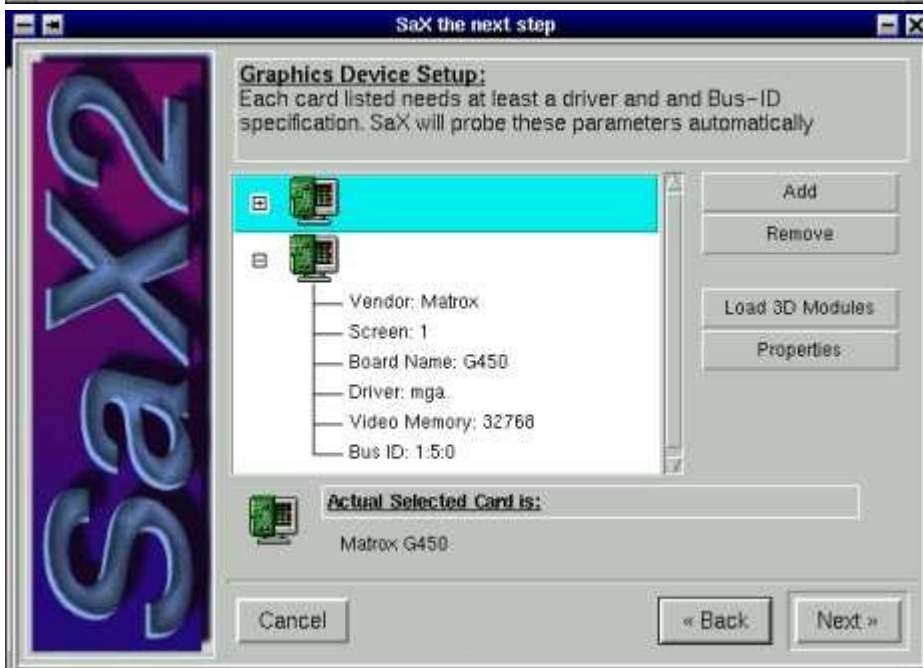 SaX the next step
SaX2
Graphics Device Setup:
Each card listed needs at least a driver and and Bus-ID
specification. SaX will probe these parameters automatically
Add
Remove
Vendor: Matrox
Screen: 1
Board Name: G450
Driver: mga
Video Memory: 32768
Bus ID: 1:5:0
Load 3D Modules
Properties
Actual Selected Card is:
Matrox G450
Cancel
« Back
Next »